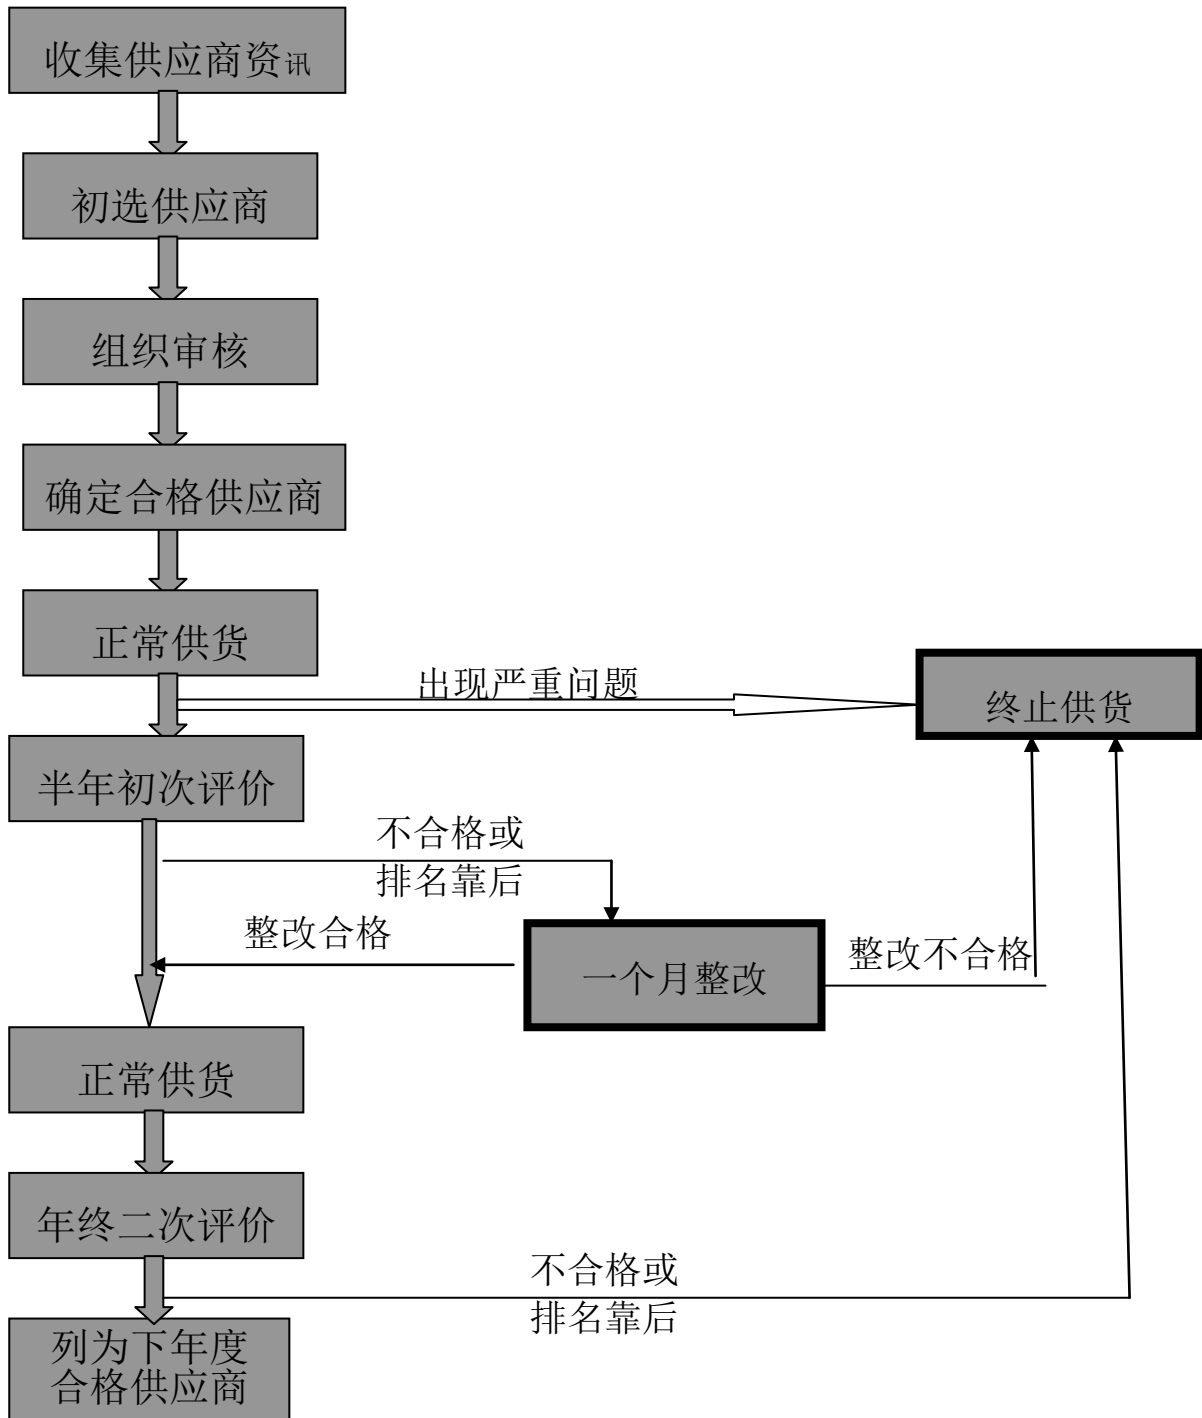 收集供应商资讯
初选供应商
组织审核
确定合格供应商
正常供货
出现严重问题
终止供货
半年初次评价
不合格或
排名靠后
整改合格
一个月整改
整改不合格
正常供货
年终二次评价
不合格或
排名靠后
列为下年度
合格供应商